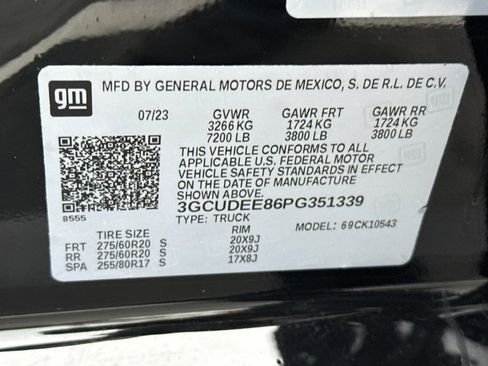 gm
MFD BY GENERAL MOTORS DE MEXICO, S. DE R.L. DE C.V.
07/23 GVWR GAWR FRT GAWR RR
3266 KG 1724 KG 1724 KG
7200 LB 3800 LB 3800 LB
THIS VEHICLE CONFORMS TO ALL
APPLICABLE U.S. FEDERAL MOTOR
VEHICLE SAFETY STANDARDS IN EFFECT
ON THE DATE OF MANUFACTURE
SHOWN ABOVE.
3GCUDEE86PG351339
8555 TYPE: TRUCK
MODEL: 69CK10543
TIRE SIZE RIM
FRT 275/60R20 S 20X9J
RR 275/60R20 S 20X9J
SPA 255/80R17 S 17X8J